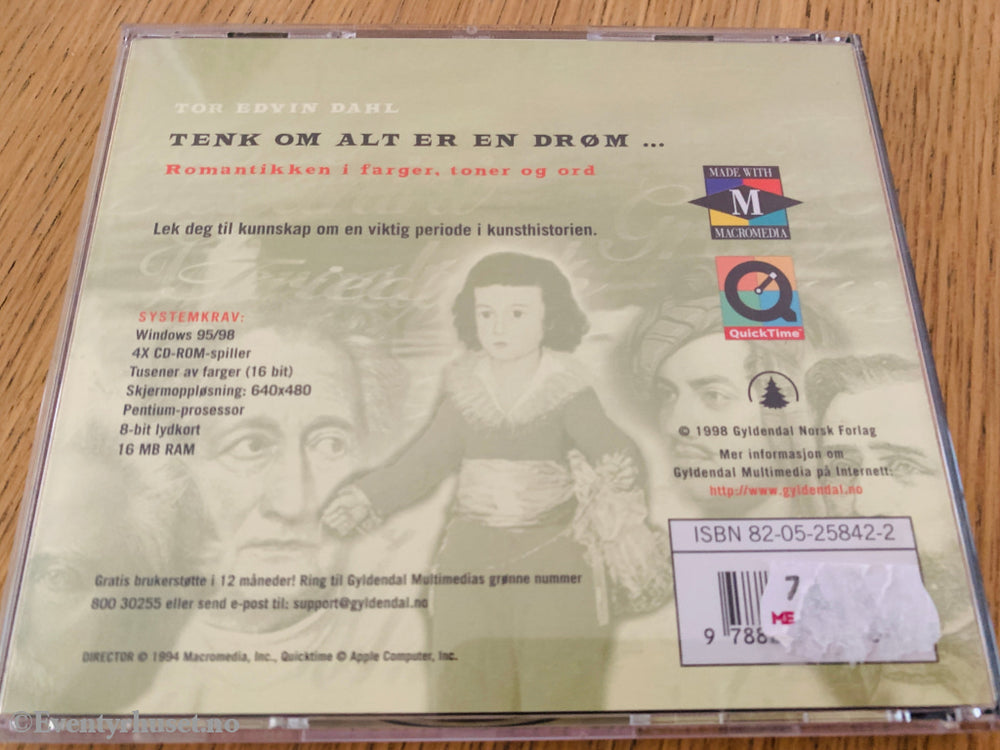 TOR EDVIN DAHL
TENK OM ALT ER EN DRØM ...
Romantikken i farger, toner og ord
Lek deg til kunnskap om en viktig periode i kunsthistorien.
MADE WITH
M
MACROMEDIA
QuickTime™
SYSTEMKRAV:
Windows 95/98
4X CD-ROM-spiller
Tusener av farger (16 bit)
Skjermoppløsning: 640x480
Pentium-prosessor
8-bit lydkort
16 MB RAM
© 1998 Gyldendal Norsk Forlag
Mer informasjon om
Gyldendal Multimedia på Internett:
http://www.gyldendal.no
ISBN 82-05-25842-2
7
ME
9 788
Gratis brukerstøtte i 12 måneder! Ring til Gyldendal Multimedias grønne nummer
800 30255 eller send e-post til: support@gyldendal.no
DIRECTOR © 1994 Macromedia, Inc., Quicktime © Apple Computer, Inc.
©Eventyrhuset.no